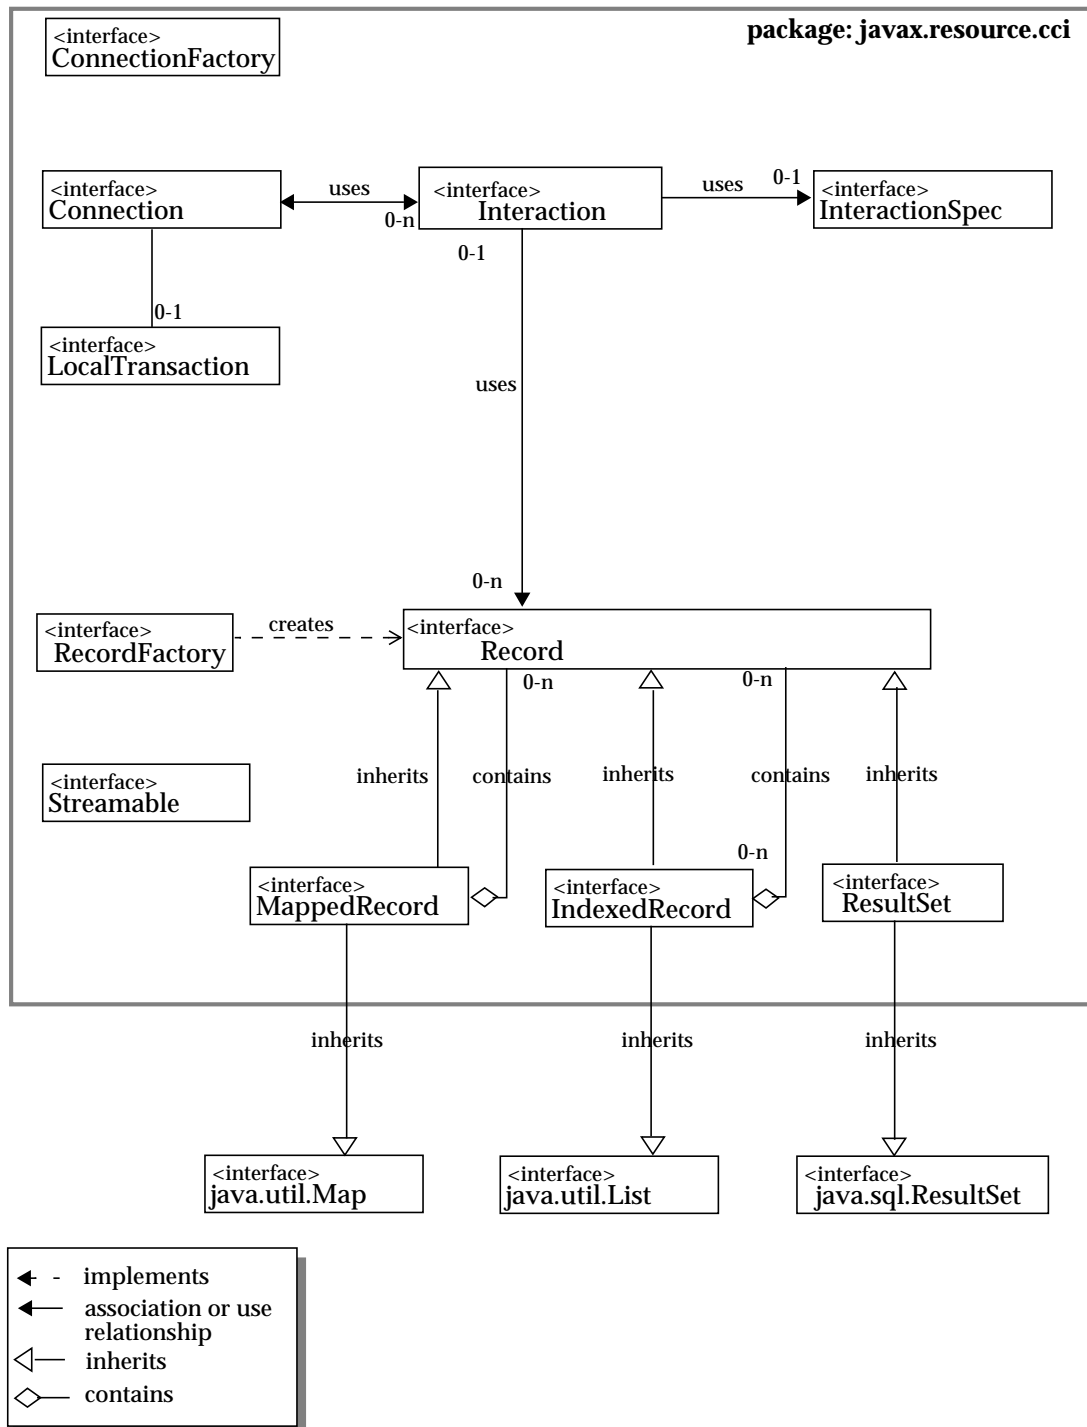 package: javax.resource.cci
<interface>
ConnectionFactory
<interface>
Connection
uses
0-n
<interface>
Interaction
uses
0-1
<interface>
InteractionSpec
0-1
0-1
<interface>
LocalTransaction
uses
0-n
<interface>
RecordFactory
creates
<interface>
Record
0-n
0-n
<interface>
Streamable
inherits
contains
inherits
contains
inherits
0-n
<interface>
MappedRecord
<interface>
IndexedRecord
<interface>
ResultSet
inherits
inherits
inherits
<interface>
java.util.Map
<interface>
java.util.List
<interface>
java.sql.ResultSet
implements
association or use
relationship
inherits
contains